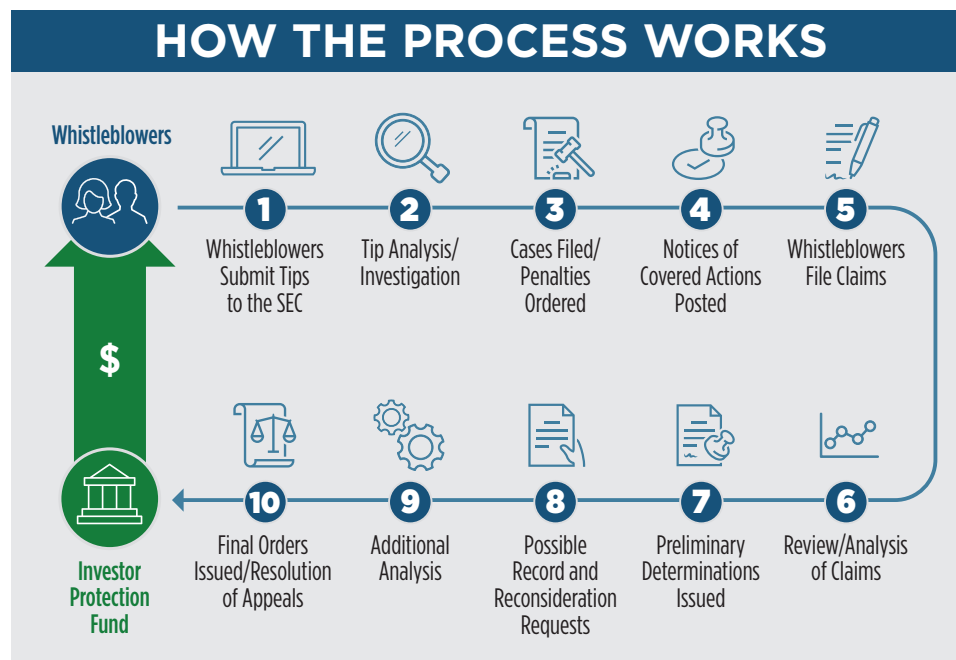 HOW THE PROCESS WORKS
Whistleblowers
1
Whistleblowers
Submit Tips
to the SEC
2
Tip Analysis/
Investigation
3
Cases Filed/
Penalties
Ordered
4
Notices of
Covered Actions
Posted
5
Whistleblowers
File Claims
6
Review/Analysis
of Claims
7
Preliminary
Determinations
Issued
8
Possible
Record and
Reconsideration
Requests
9
Additional
Analysis
10
Final Orders
Issued/Resolution
of Appeals
Investor
Protection
Fund
$